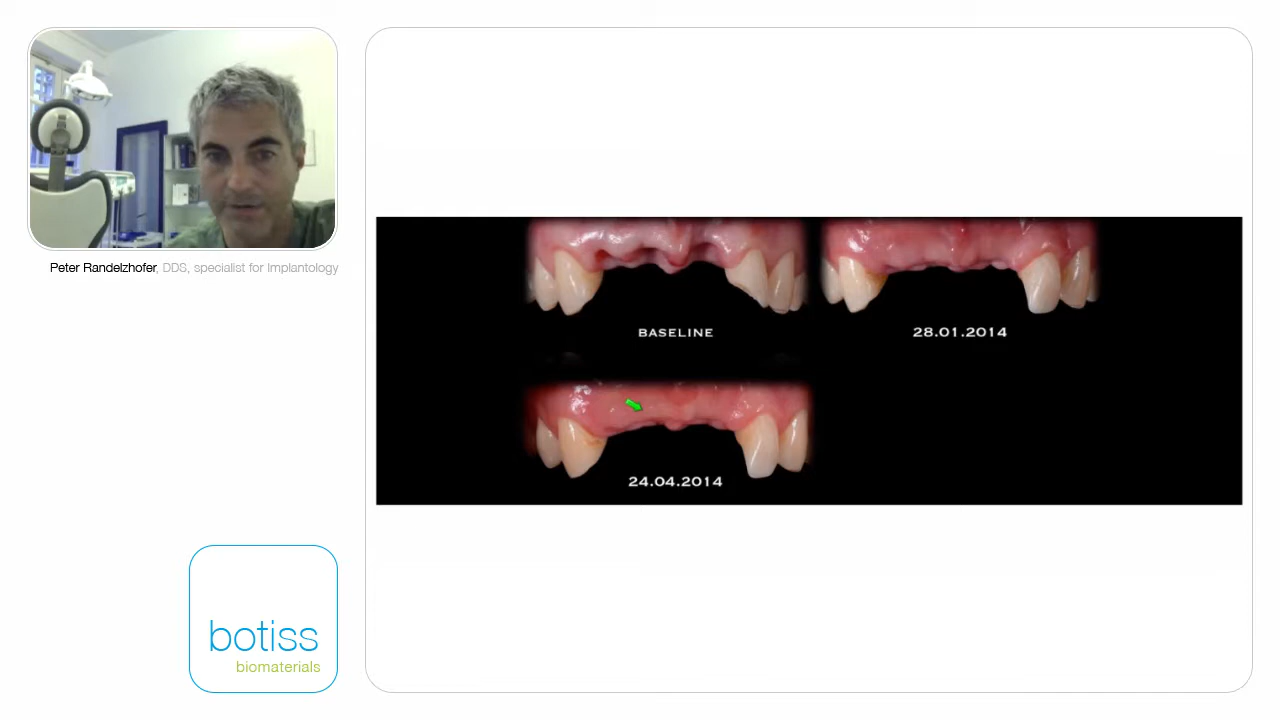 Peter Randelzhofer, DDS, specialist for Implantology
BASELINE
28.01.2014
24.04.2014
botiss
biomaterials